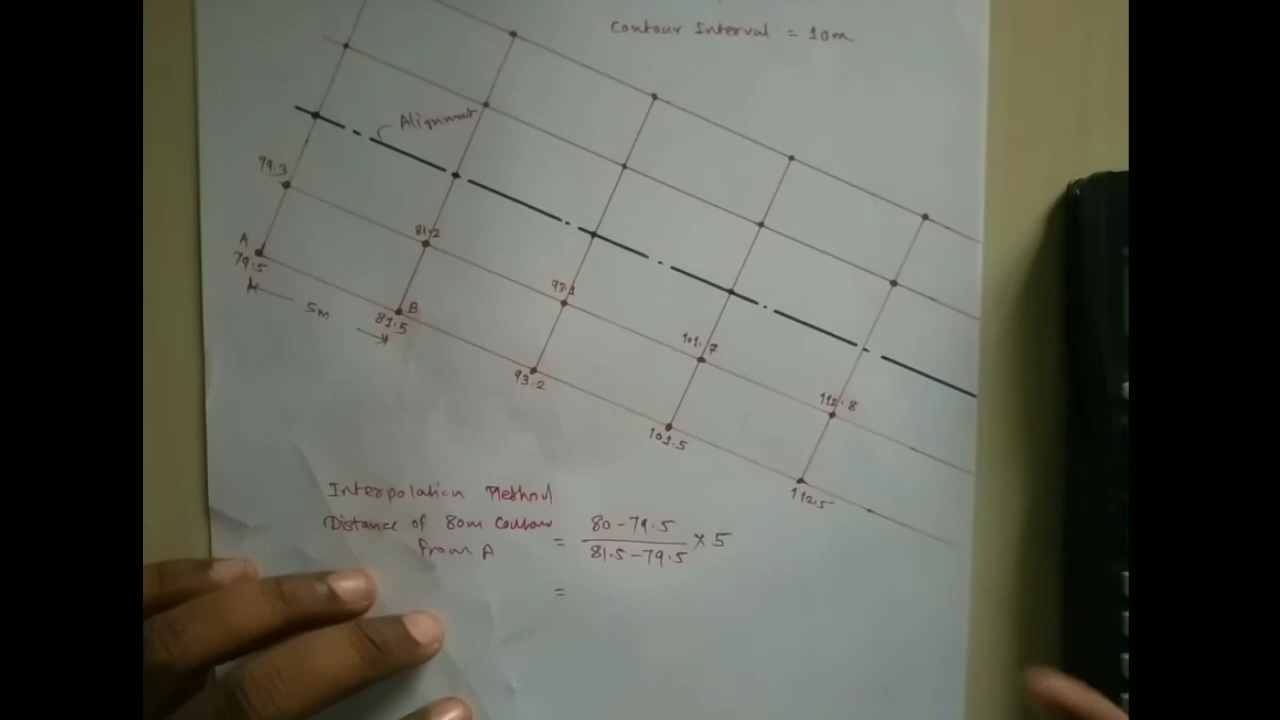 Contour Interval = 10m
Alignment
79.3
81.2
A
79.5
93.1
B
5m
81.5
101.7
93.2
112.8
101.5
112.5
Interpolation Method
Distance of 80m Contour from A = 80-79.5 / 81.5-79.5 × 5
=